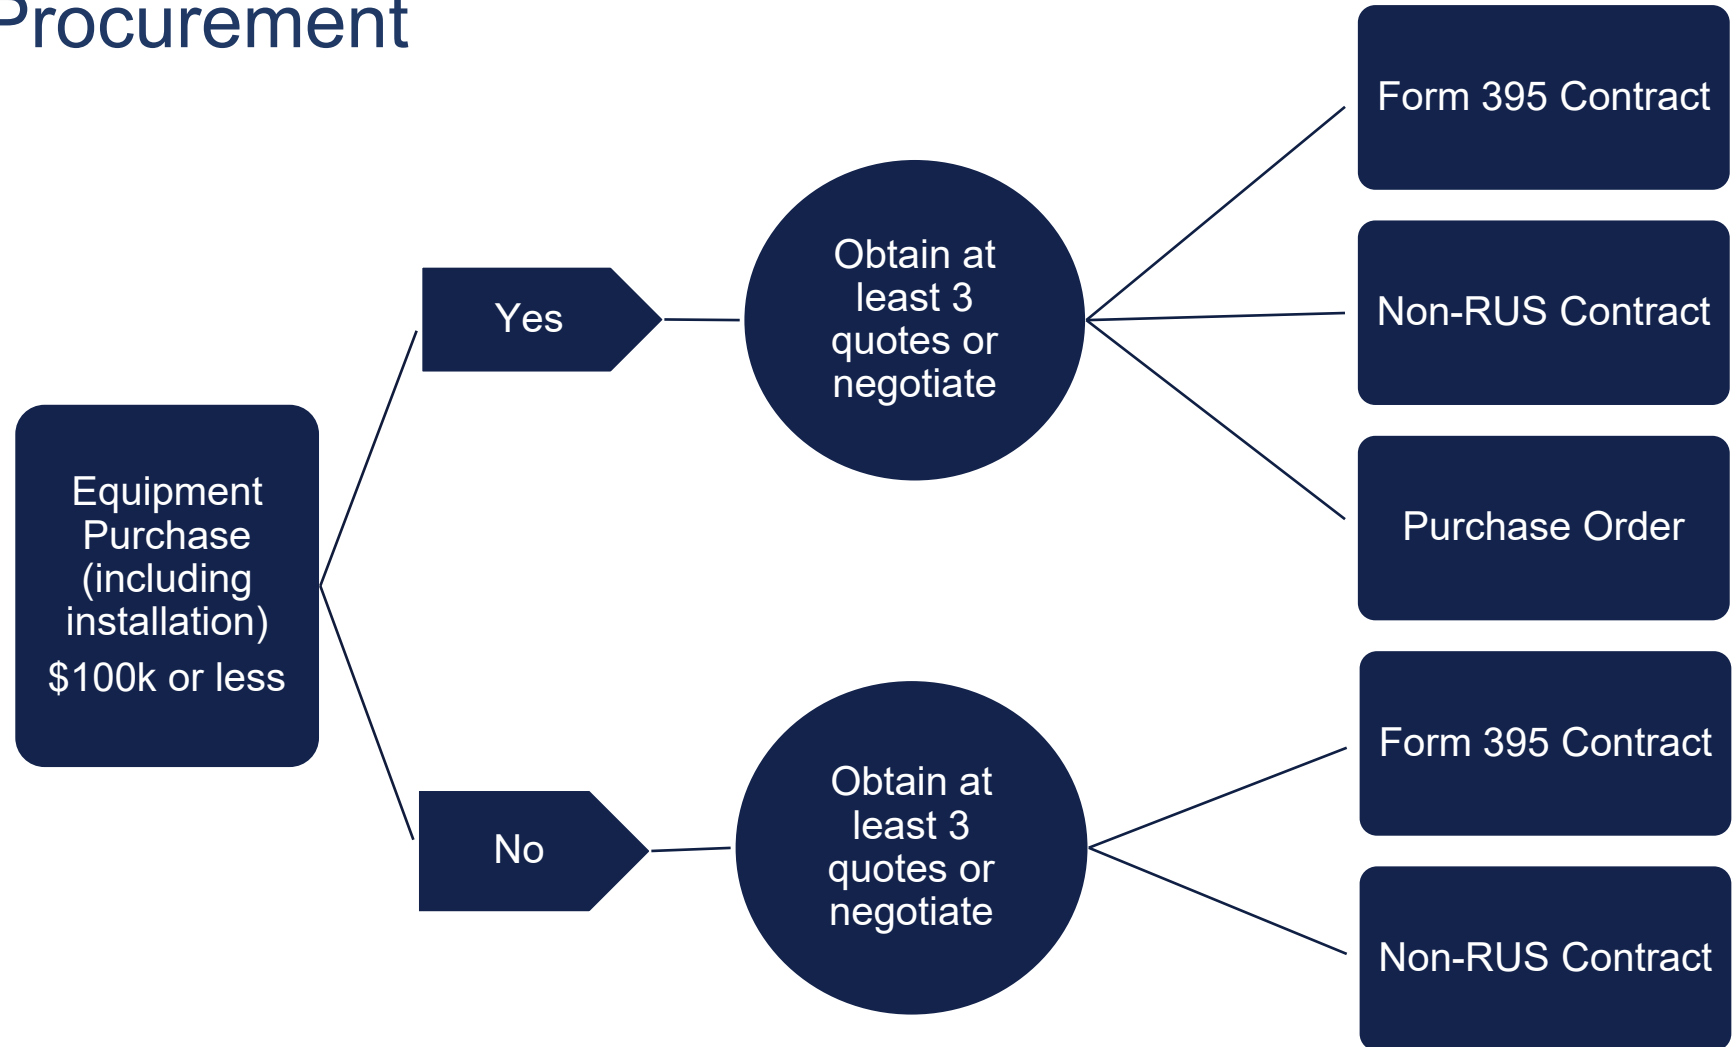 Procurement
Equipment
Purchase
(including
installation)
$100k or less
Yes
Obtain at
least 3
quotes or
negotiate
Form 395 Contract
Non-RUS Contract
Purchase Order
No
Obtain at
least 3
quotes or
negotiate
Form 395 Contract
Non-RUS Contract